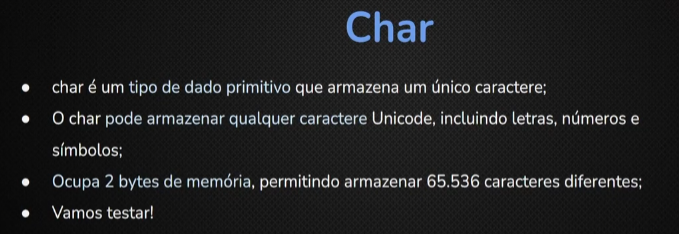 Char
● char é um tipo de dado primitivo que armazena um único caractere;
● O char pode armazenar qualquer caractere Unicode, incluindo letras, números e
símbolos;
● Ocupa 2 bytes de memória, permitindo armazenar 65.536 caracteres diferentes;
● Vamos testar!